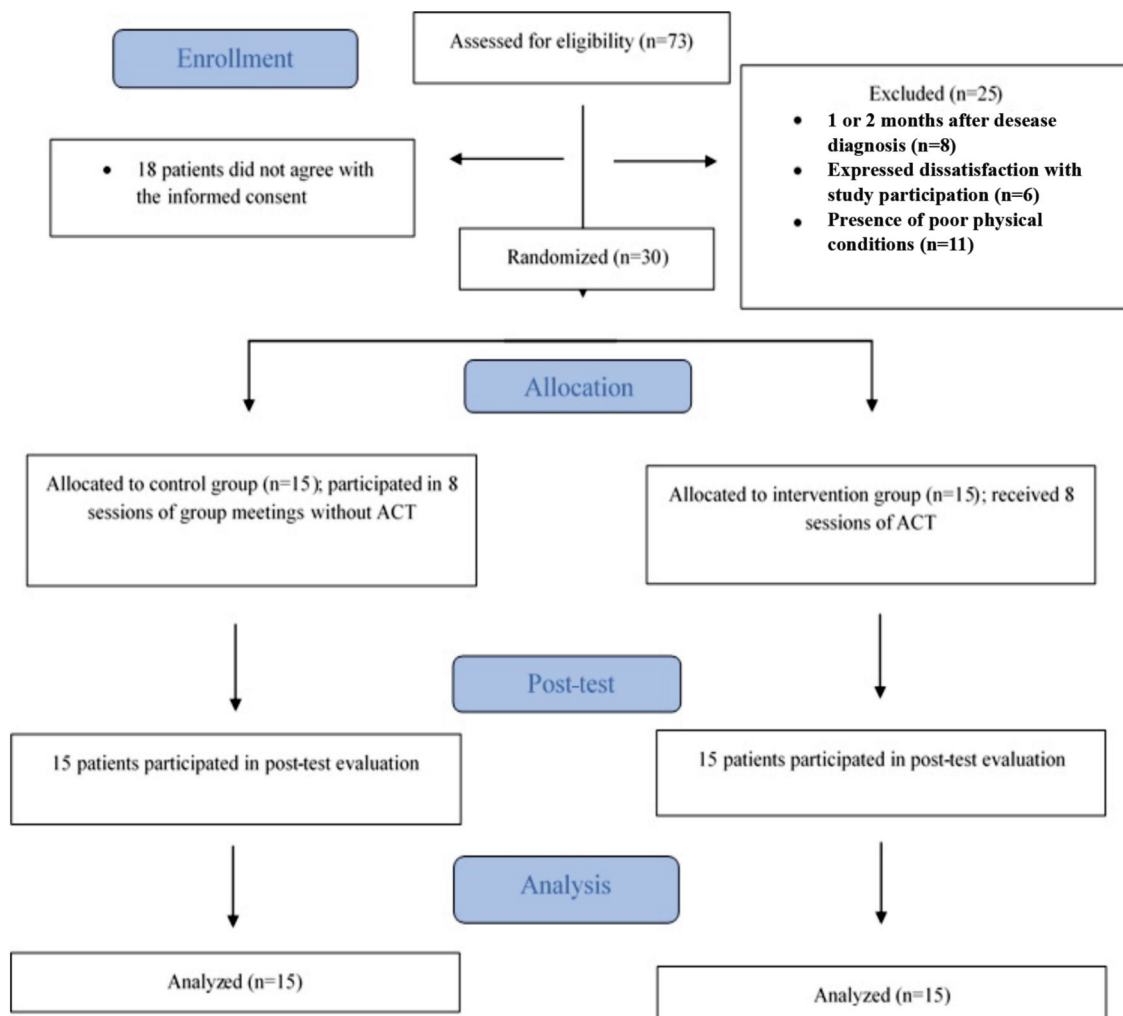 Enrollment
Assessed for eligibility (n=73)
Excluded (n=25)
• 1 or 2 months after desease
diagnosis (n=8)
• Expressed dissatisfaction with
study participation (n=6)
• Presence of poor physical
conditions (n=11)
• 18 patients did not agree with
the informed consent
Randomized (n=30)
Allocation
Allocated to control group (n=15); participated in 8
sessions of group meetings without ACT
Allocated to intervention group (n=15); received 8
sessions of ACT
Post-test
15 patients participated in post-test evaluation
15 patients participated in post-test evaluation
Analysis
Analyzed (n=15)
Analyzed (n=15)